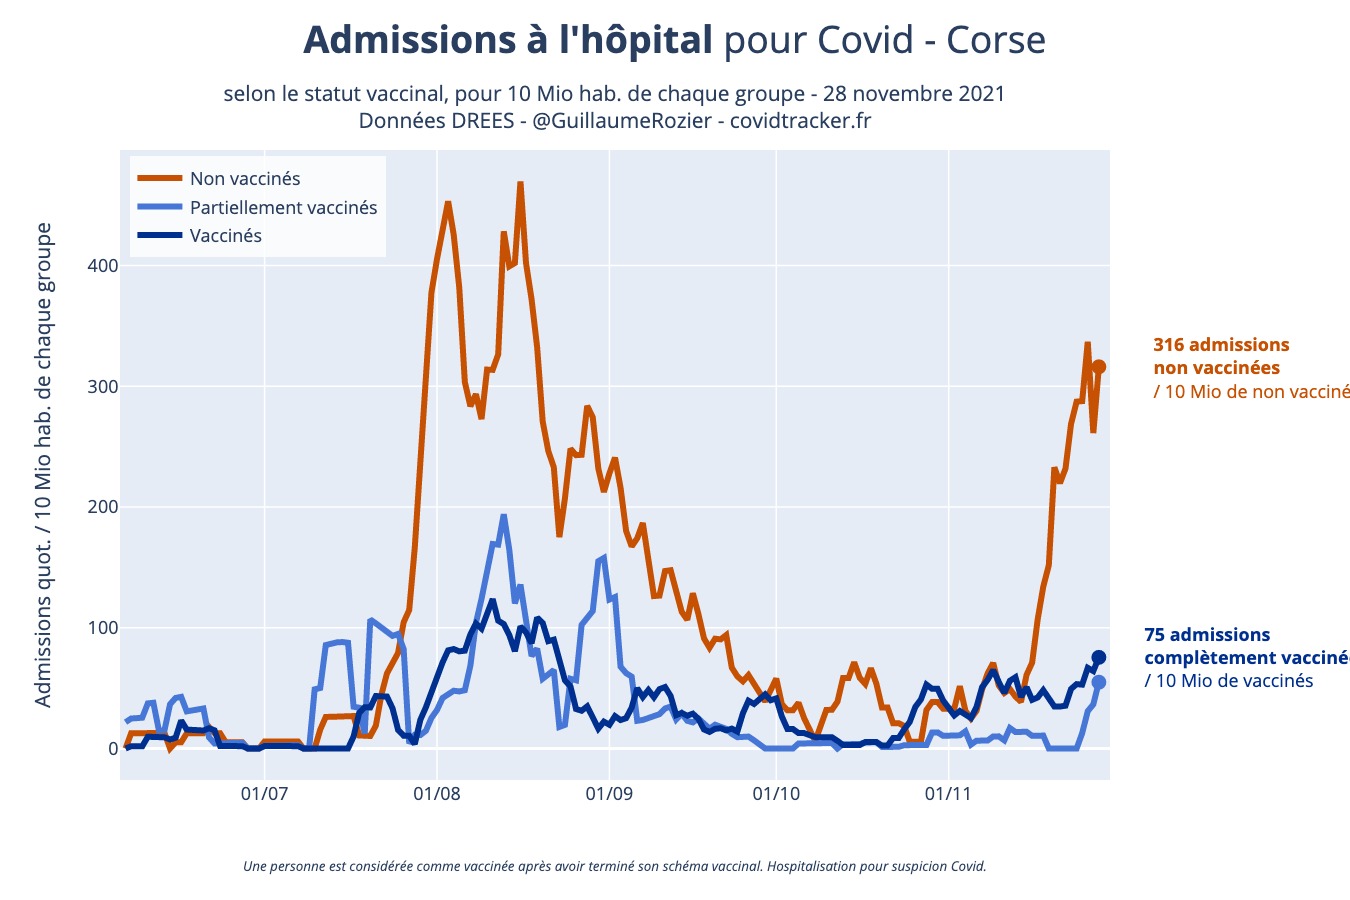 Admissions à l'hôpital pour Covid - Corse
selon le statut vaccinal, pour 10 Mio hab. de chaque groupe - 28 novembre 2021
Données DREES - @GuillaumeRozier - covidtracker.fr
Non vaccinés
Partiellement vaccinés
Vaccinés
Admissions quot. / 10 Mio hab. de chaque groupe
400
300
200
100
0
01/07
01/08
01/09
01/10
01/11
316 admissions
non vaccinées
/ 10 Mio de non vacciné
75 admissions
complètement vacciné
/ 10 Mio de vaccinés
Une personne est considérée comme vaccinée après avoir terminé son schéma vaccinal. Hospitalisation pour suspicion Covid.